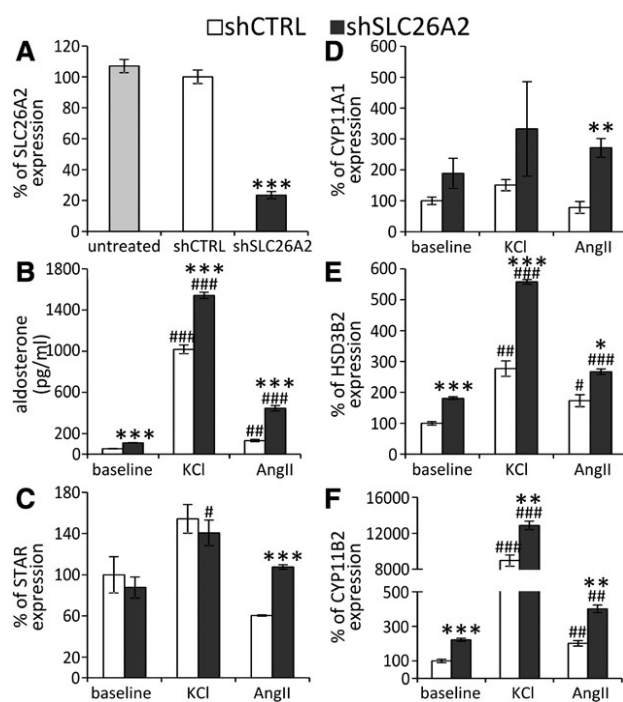 shCTRL shSLC26A2
A
% of SLC26A2
expression
120
100
80
60
40
20
0
***
untreated shCTRL shSLC26A2
B
aldosterone
(pg/ml)
1800
1400
1000
600
200
0
***
###
###
***
###
***
##
baseline KCl AngII
C
% of STAR
expression
180
140
100
60
20
0
#
***
baseline KCl AngII
D
% of CYP11A1
expression
600
500
400
300
200
100
0
**
baseline KCl AngII
E
% of HSD3B2
expression
600
500
400
300
200
100
0
***
###
##
*
###
***
#
baseline KCl AngII
F
% of CYP11B2
expression
16000
12000
8000
400
300
200
100
0
**
###
###
**
##
***
##
baseline KCl AngII